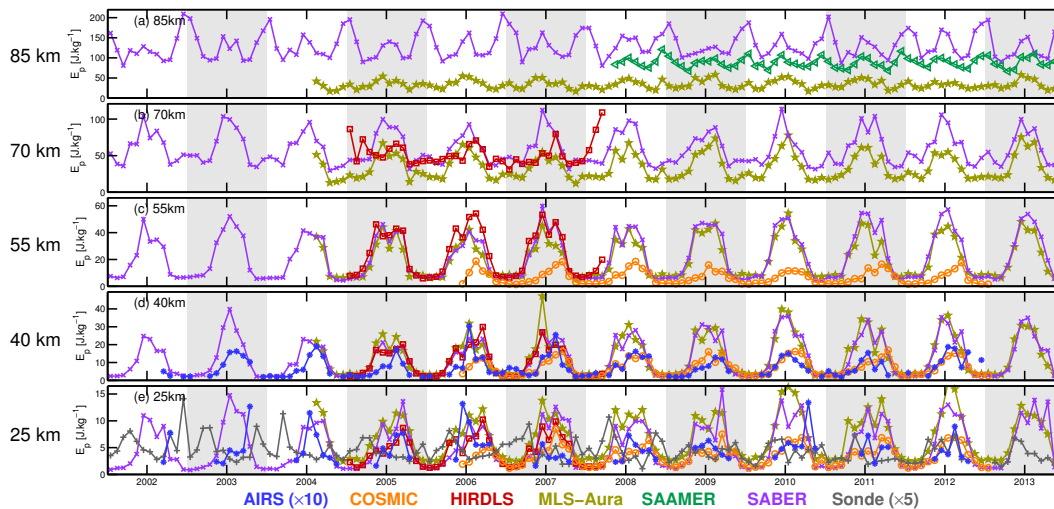 (a) 85km
85 km
E_p [J.kg⁻¹]
200
150
100
50
0
(b) 70km
70 km
E_p [J.kg⁻¹]
100
50
0
(c) 55km
55 km
E_p [J.kg⁻¹]
60
40
20
0
(d) 40km
40 km
E_p [J.kg⁻¹]
40
30
20
10
0
(e) 25km
25 km
E_p [J.kg⁻¹]
15
10
5
0
2002 2003 2004 2005 2006 2007 2008 2009 2010 2011 2012 2013
AIRS (×10) COSMIC HIRDLS MLS−Aura SAAMER SABER Sonde (×5)